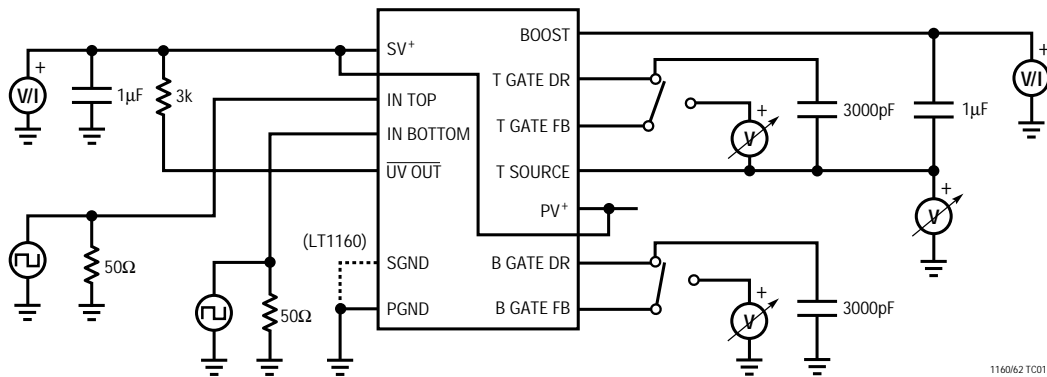 BOOST
SV+
T GATE DR
+
+
V/I
1µF
3k
IN TOP
3000pF
1µF
V/I
+
T GATE FB
V
IN BOTTOM
UV OUT
T SOURCE
+
V
PV+
(LT1160)
50Ω
SGND
B GATE DR
50Ω
PGND
B GATE FB
+
V
3000pF
1160/62 TC01